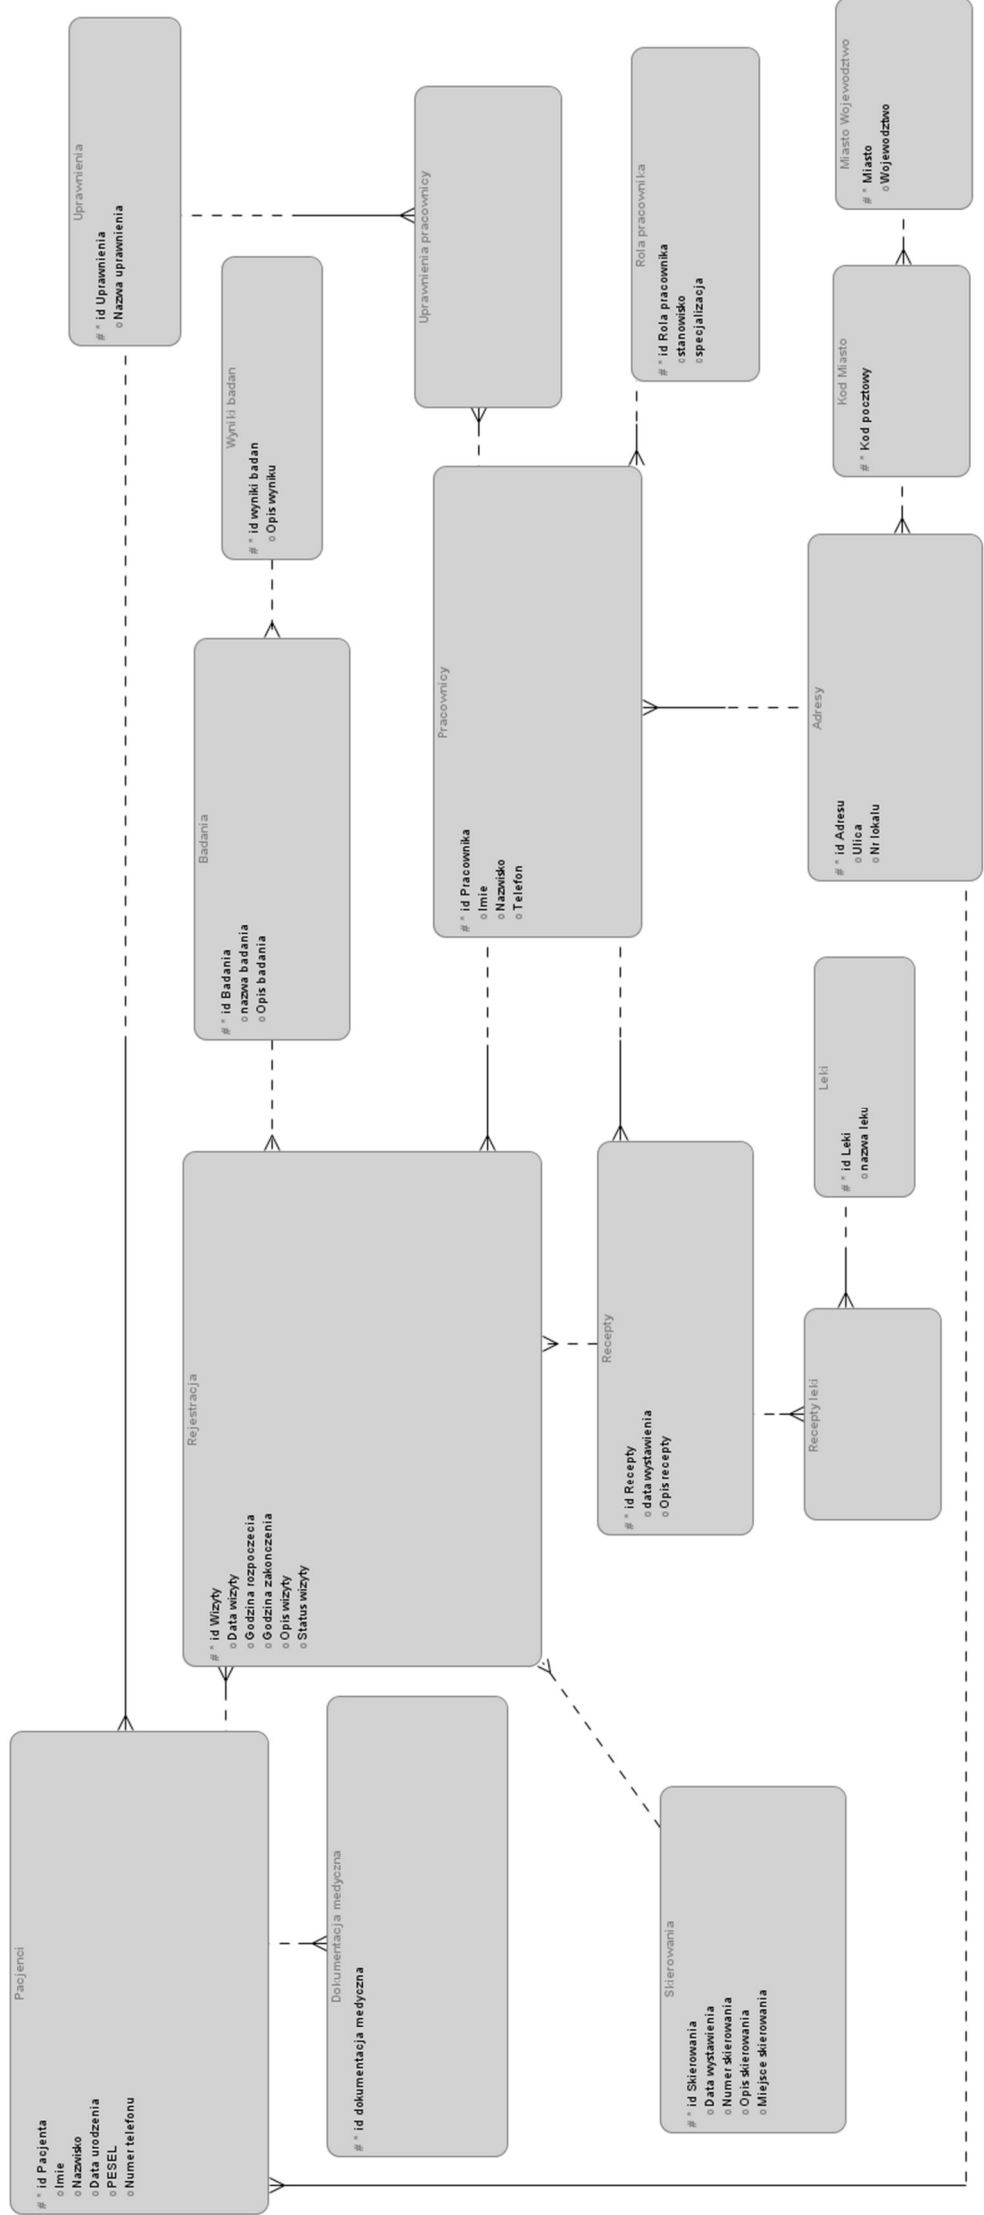 Pacjenci
# * id Pacjenta
o Imie
o Nazwisko
o Data urodzenia
o PESEL
o Numer telefonu
Dokumentacja medyczna
# * id dokumentacja medyczna
Skierowania
# * id Skierowania
o Data wystawienia
o Numer skierowania
o Opis skierowania
o Miejsce skierowania
Rejestracja
# * id Wizyty
o Data wizyty
o Godzina rozpoczecia
o Godzina zakonczenia
o Opis wizyty
o Status wizyty
Recepty
# * id Recepty
o data wystawienia
o Opis recepty
Recepty leki
Leki
# * id Leki
o nazwa leku
Badania
# * id Badania
o nazwa badania
o Opis badania
Pracownicy
# * id Pracownika
o Imie
o Nazwisko
o Telefon
Adresy
# * id Adresu
o Ulica
o Nr lokalu
Wyniki badan
# * id wyniki badan
o Opis wyniku
Uprawnienia
# * id Uprawnienia
o Nazwa uprawnienia
Uprawnienia pracownicy
Rola pracownika
# * id Rola pracownika
o stanowisko
o specjalizacja
Kod Miasto
# * Kod pocztowy
Miasto Wojewodztwo
# * Miasto
o Wojewodztwo